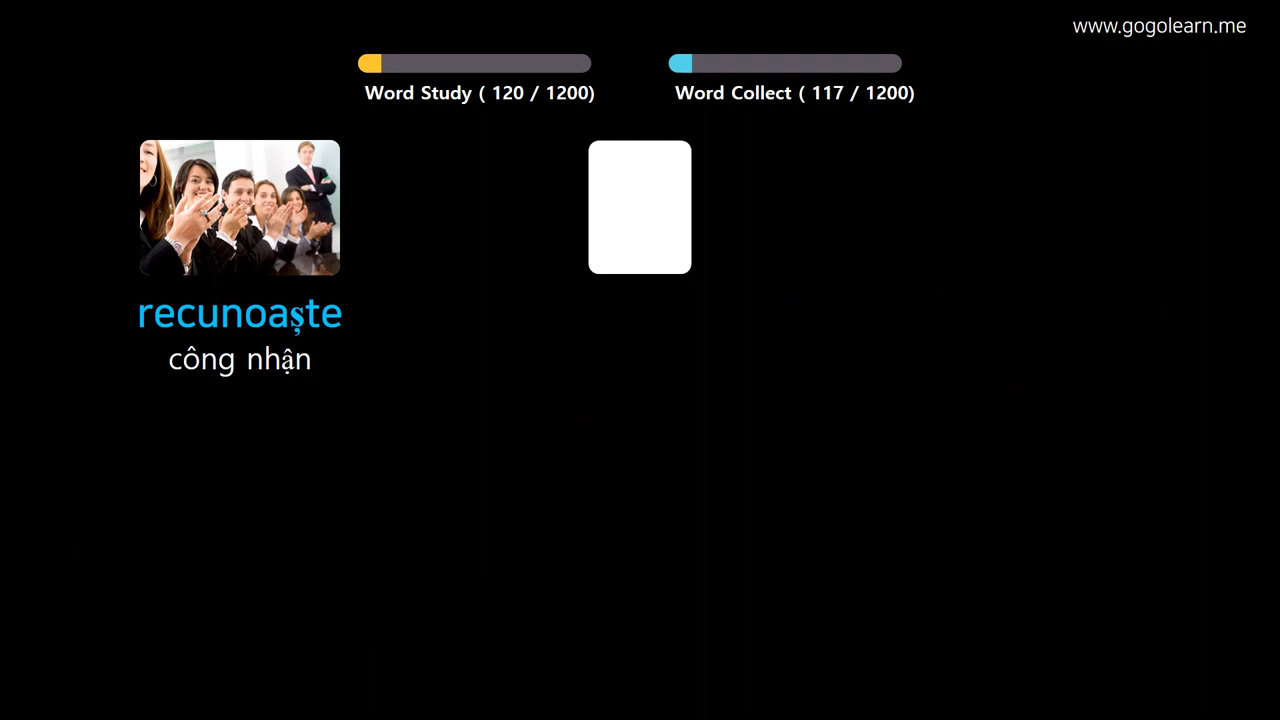 www.gogolearn.me
Word Study ( 120 / 1200)
Word Collect ( 117 / 1200)
recunoaște
công nhận